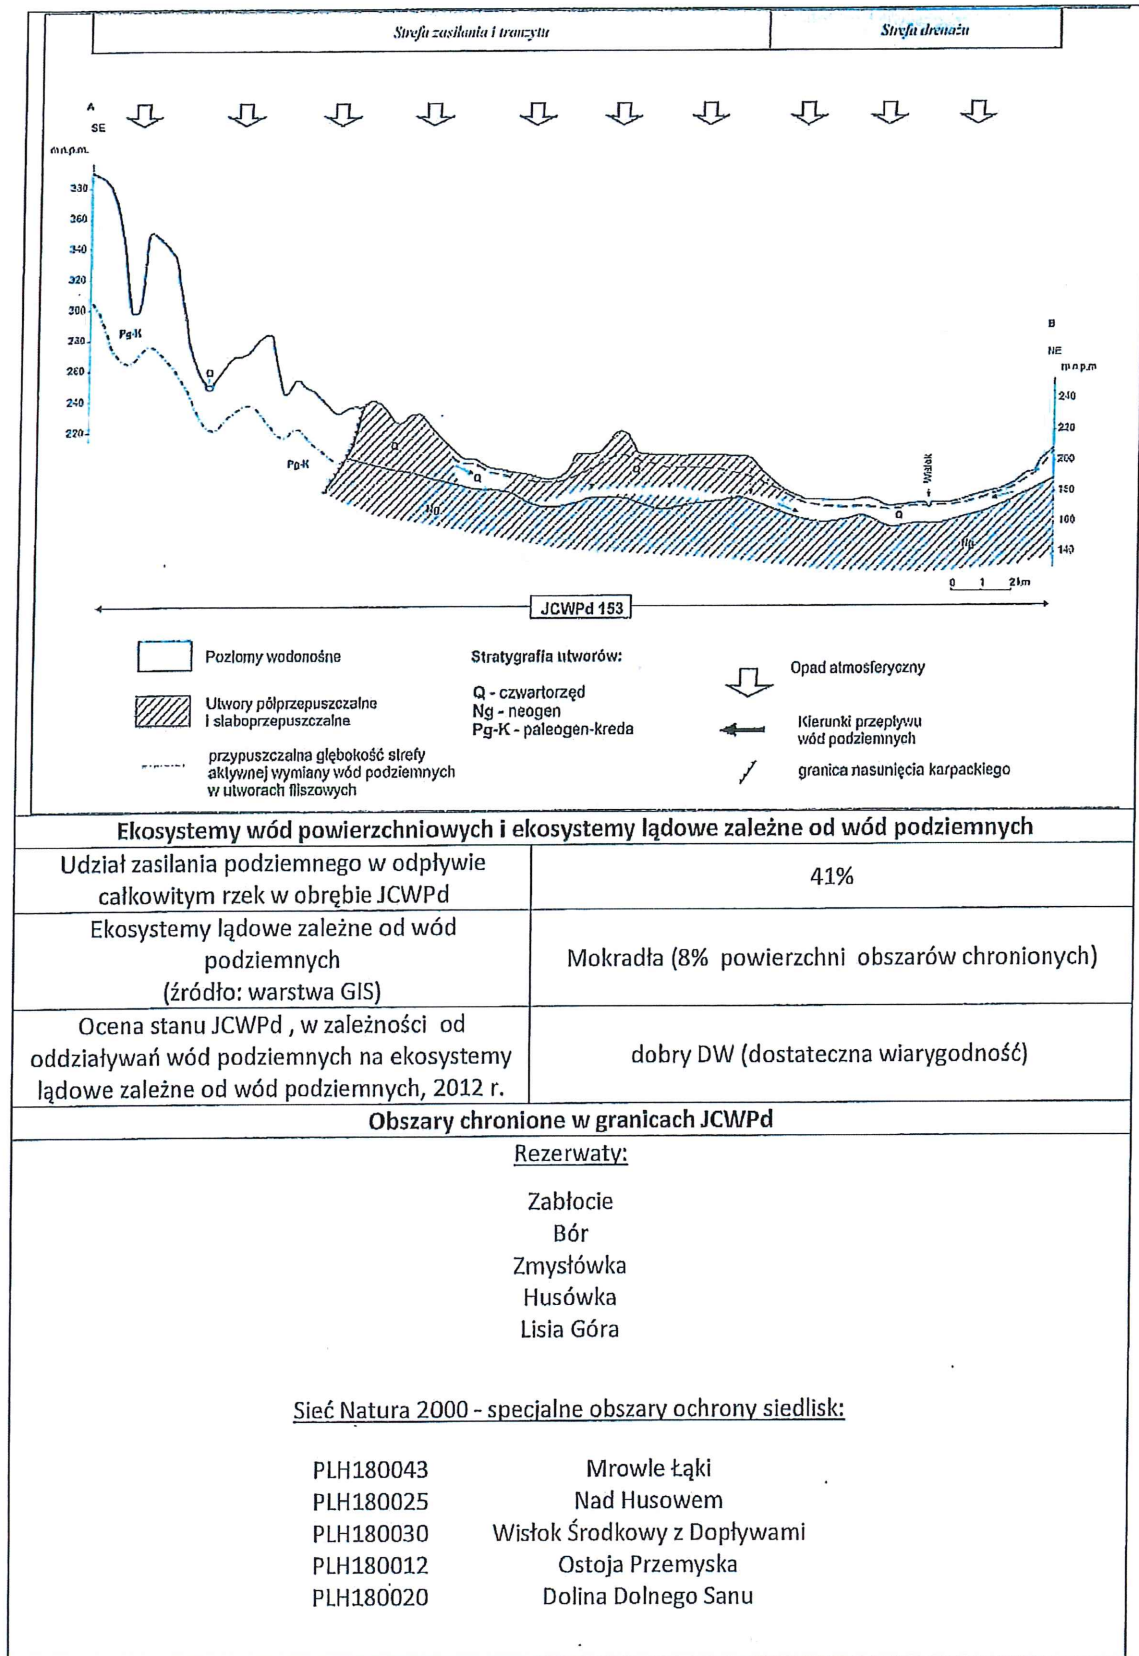 Strefa zasilania i tranzytu
Strefa drenażu
A
SE
m n.p.m.
360
340
320
300
260
240
220
Pg-K
Q
Pg-K
Q
Q
Q
Q
Ng
Wisłok
B
NE
m n.p.m
240
220
200
160
140
0 1 2km
JCWPd 153
Poziomy wodonośne
Utwory półprzepuszczalne
i słaboprzepuszczalne
przypuszczalna głębokość strefy
aktywnej wymiany wód podziemnych
w utworach fliszowych
Stratygrafia utworów:
Q - czwartorzęd
Ng - neogen
Pg-K - paleogen-kreda
Opad atmosferyczny
Kierunki przepływu
wód podziemnych
granica nasunięcia karpackiego
Ekosystemy wód powierzchniowych i ekosystemy lądowe zależne od wód podziemnych
Udział zasilania podziemnego w odpływie
całkowitym rzek w obrębie JCWPd
41%
Ekosystemy lądowe zależne od wód
podziemnych
(źródło: warstwa GIS)
Mokradła (8% powierzchni obszarów chronionych)
Ocena stanu JCWPd , w zależności od
oddziaływań wód podziemnych na ekosystemy
lądowe zależne od wód podziemnych, 2012 r.
dobry DW (dostateczna wiarygodność)
Obszary chronione w granicach JCWPd
Rezerwaty:
Zabłocie
Bór
Zmysłówka
Husówka
Lisia Góra
Sieć Natura 2000 - specjalne obszary ochrony siedlisk:
PLH180043 Mrowle Łąki
PLH180025 Nad Husowem
PLH180030 Wisłok Środkowy z Dopływami
PLH180012 Ostoja Przemyska
PLH180020 Dolina Dolnego Sanu